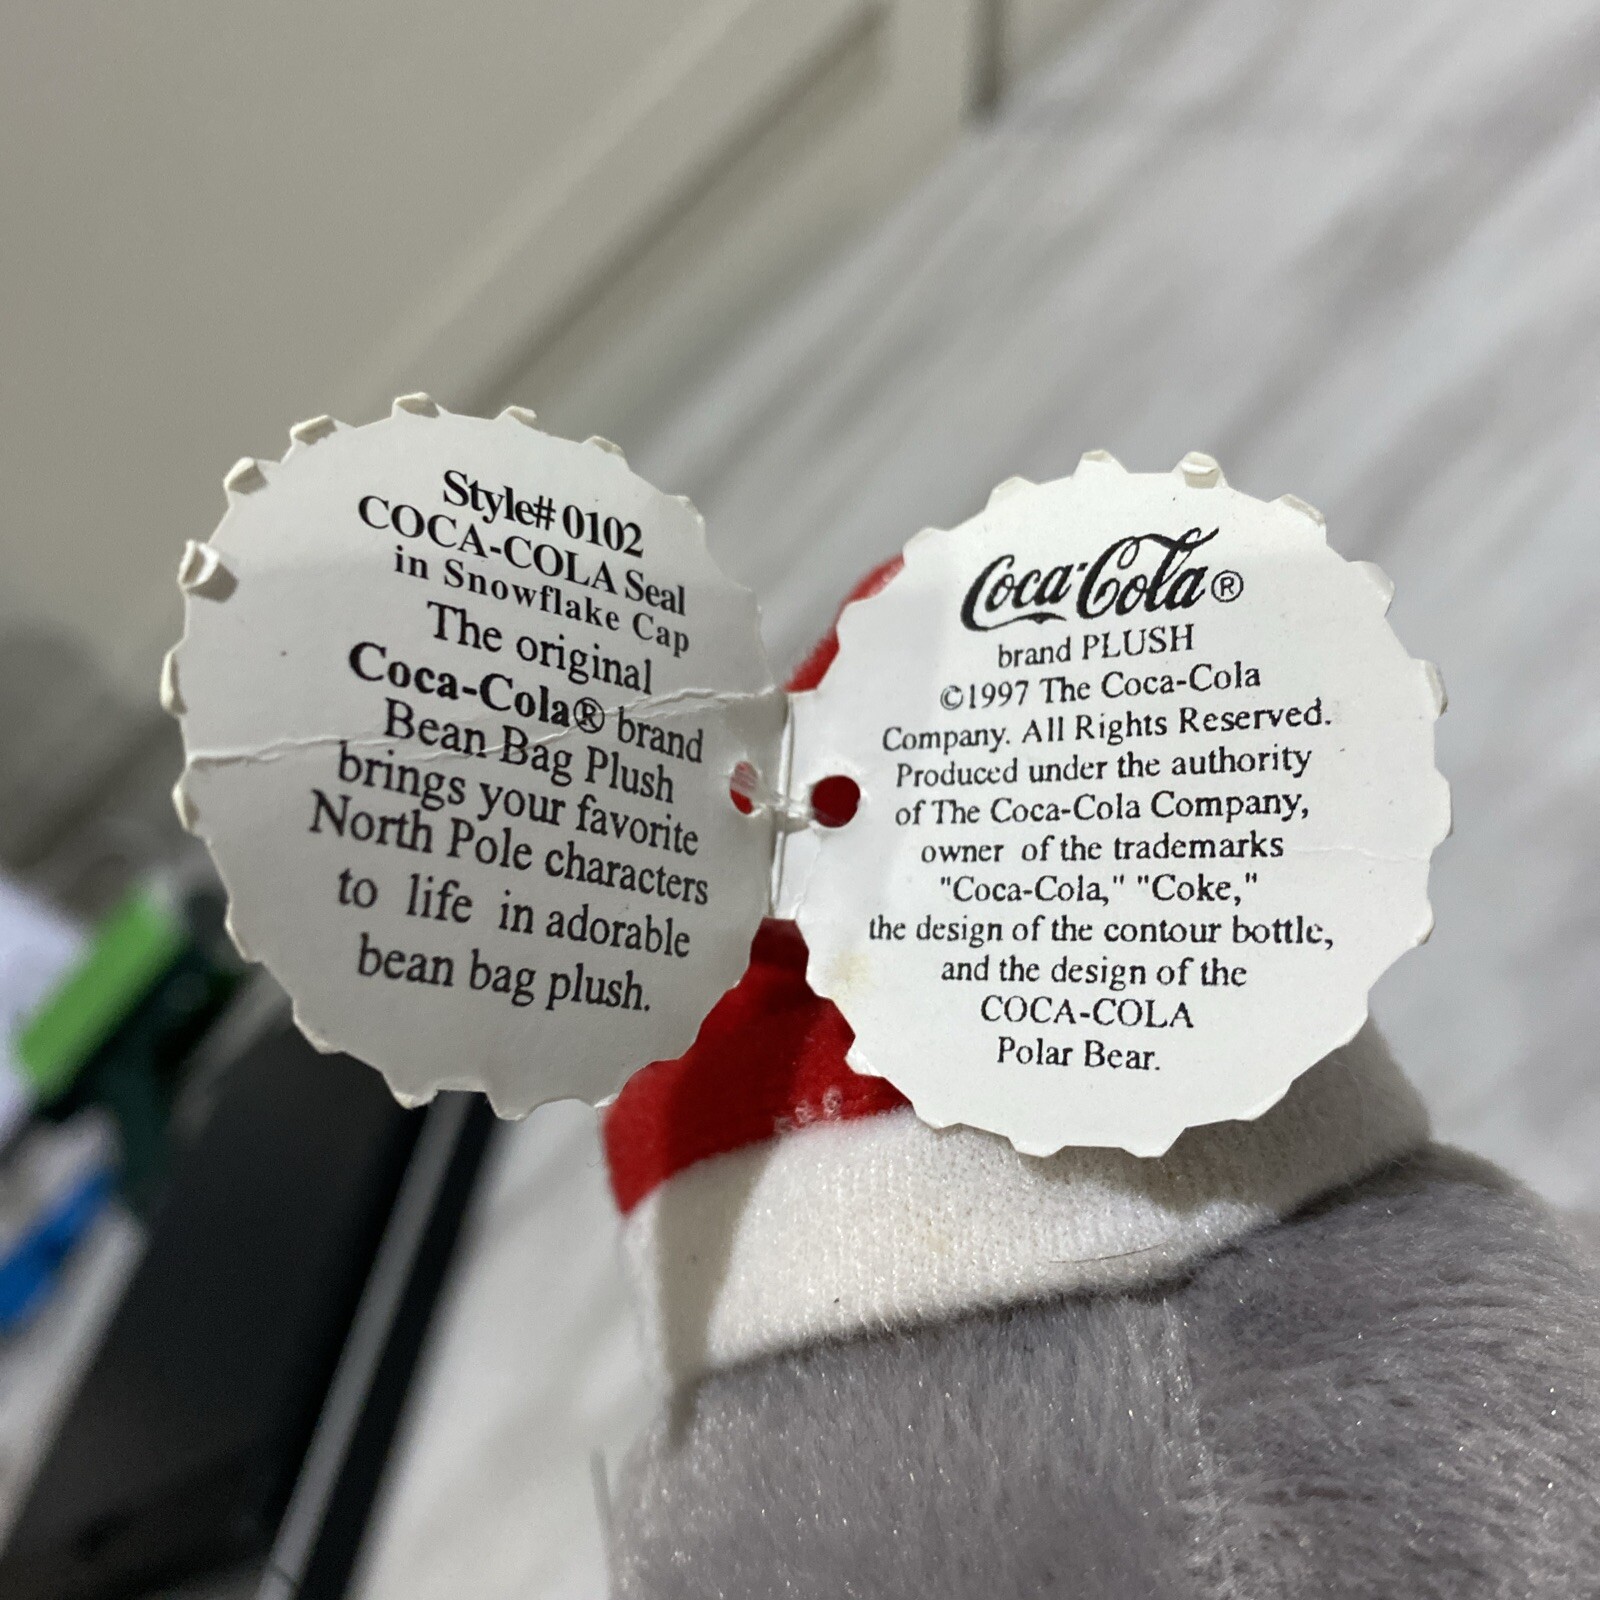 Style# 0102
COCA-COLA Seal
in Snowflake Cap
The original
Coca-Cola® brand
Bean Bag Plush
brings your favorite
North Pole characters
to life in adorable
bean bag plush.
Coca-Cola®
brand PLUSH
©1997 The Coca-Cola
Company. All Rights Reserved.
Produced under the authority
of The Coca-Cola Company,
owner of the trademarks
"Coca-Cola," "Coke,"
the design of the contour bottle,
and the design of the
COCA-COLA
Polar Bear.